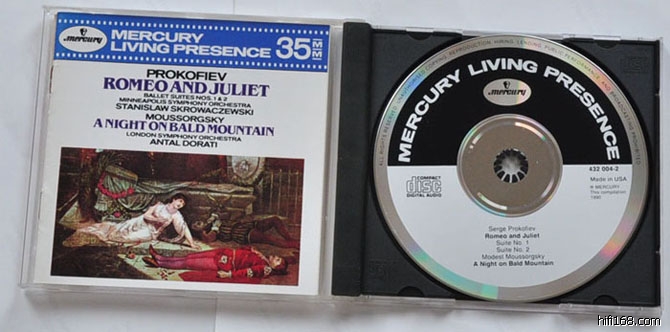 mercury
MERCURY
LIVING PRESENCE
35
MM
PROKOFIEV
ROMEO AND JULIET
BALLET SUITES NOS. 1 & 2
MINNEAPOLIS SYMPHONY ORCHESTRA
STANISLAW SKROWACZEWSKI
MOUSSORGSKY
A NIGHT ON BALD MOUNTAIN
LONDON SYMPHONY ORCHESTRA
ANTAL DORATI
MERCURY LIVING PRESENCE
mercury
432 004-2
COMPACT
disc
DIGITAL AUDIO
Made in USA
℗ MERCURY
This compilation
1990
Serge Prokofiev
Romeo and Juliet
Suite No. 1
Suite No. 2
Modest Moussorgsky
A Night on Bald Mountain
hifi168.com